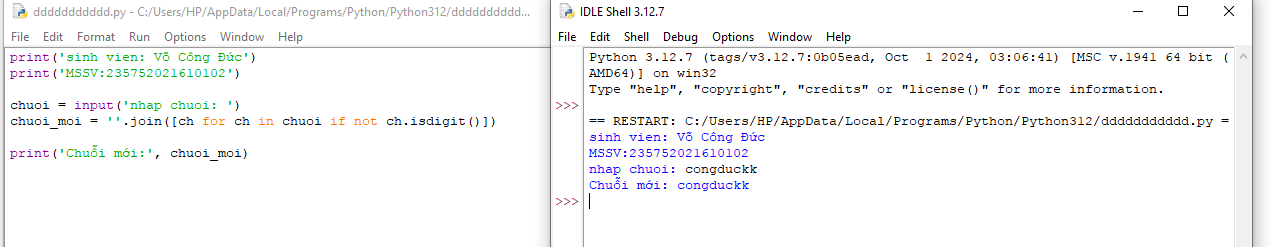 ddddddddddd.py - C:/Users/HP/AppData/Local/Programs/Python/Python312/dddddddddd...
File Edit Format Run Options Window Help
print('sinh vien: Võ Công Đức')
print('MSSV:235752021610102')
chuoi = input('nhap chuoi: ')
chuoi_moi = ''.join([ch for ch in chuoi if not ch.isdigit()])
print('Chuỗi mới:', chuoi_moi)
IDLE Shell 3.12.7
File Edit Shell Debug Options Window Help
Python 3.12.7 (tags/v3.12.7:0b05ead, Oct  1 2024, 03:06:41) [MSC v.1941 64 bit (
AMD64)] on win32
Type "help", "copyright", "credits" or "license()" for more information.
>>>
== RESTART: C:/Users/HP/AppData/Local/Programs/Python/Python312/ddddddddddd.py =
sinh vien: Võ Công Đức
MSSV:235752021610102
nhap chuoi: congduckk
Chuỗi mới: congduckk
>>>